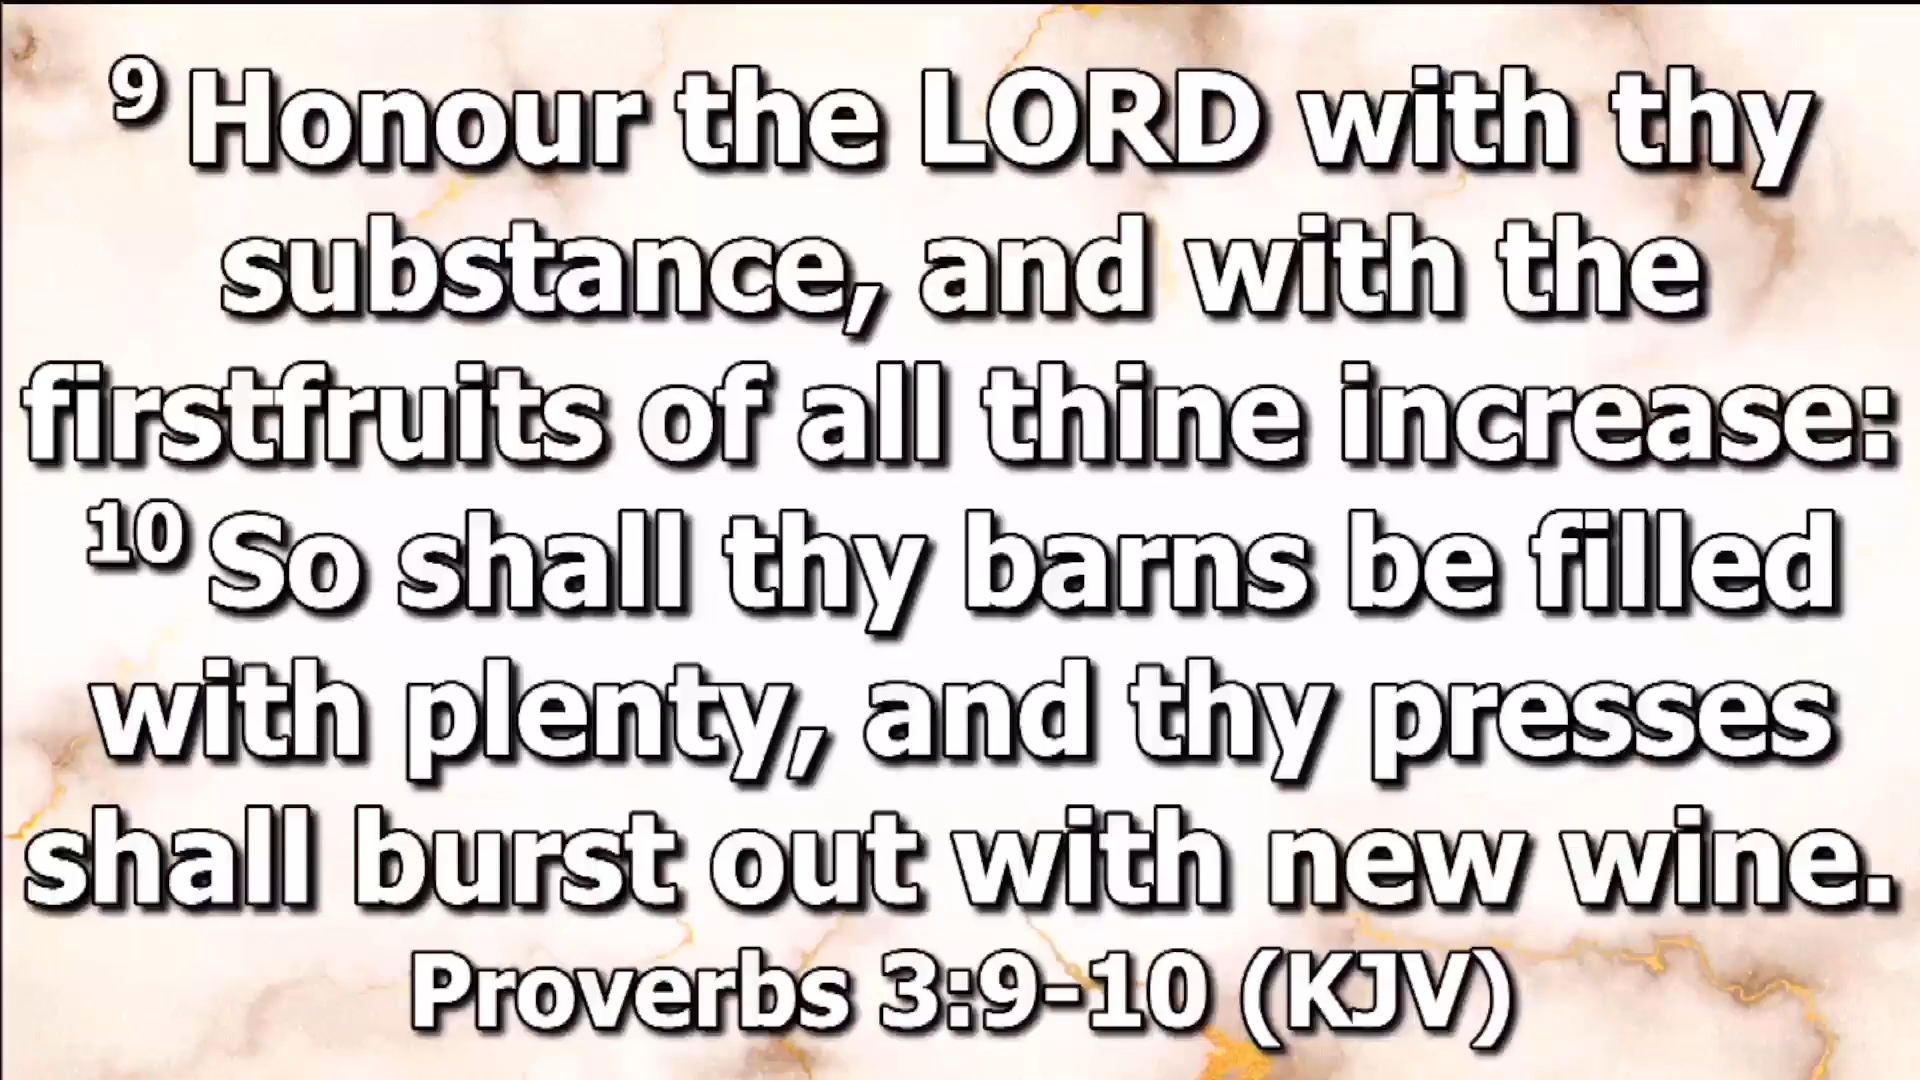 9 Honour the LORD with thy
substance, and with the
firstfruits of all thine increase:
10 So shall thy barns be filled
with plenty, and thy presses
shall burst out with new wine.
Proverbs 3:9-10 (KJV)